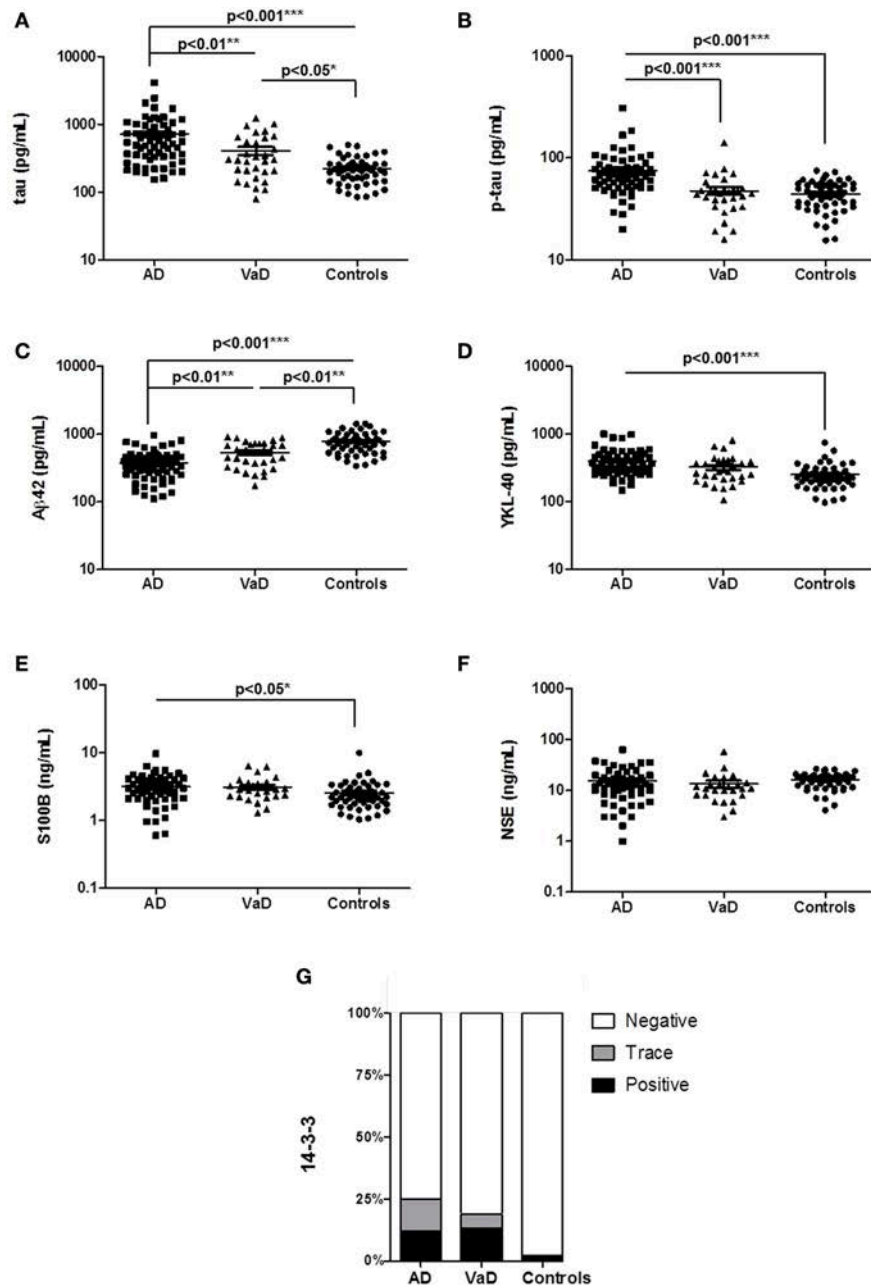 A
p<0.001***
p<0.01**
p<0.05*
tau (pg/mL)
10000
1000
100
10
AD VaD Controls
B
p<0.001***
p<0.001***
p-tau (pg/mL)
1000
100
10
AD VaD Controls
C
p<0.001***
p<0.01** p<0.01**
Aβ42 (pg/mL)
10000
1000
100
10
AD VaD Controls
D
p<0.001***
YKL-40 (pg/mL)
10000
1000
100
10
AD VaD Controls
E
p<0.05*
S100B (ng/mL)
100
10
1
0.1
AD VaD Controls
F
NSE (ng/mL)
1000
100
10
1
0.1
AD VaD Controls
G
14-3-3
100%
75%
50%
25%
0%
AD VaD Controls
Negative
Trace
Positive